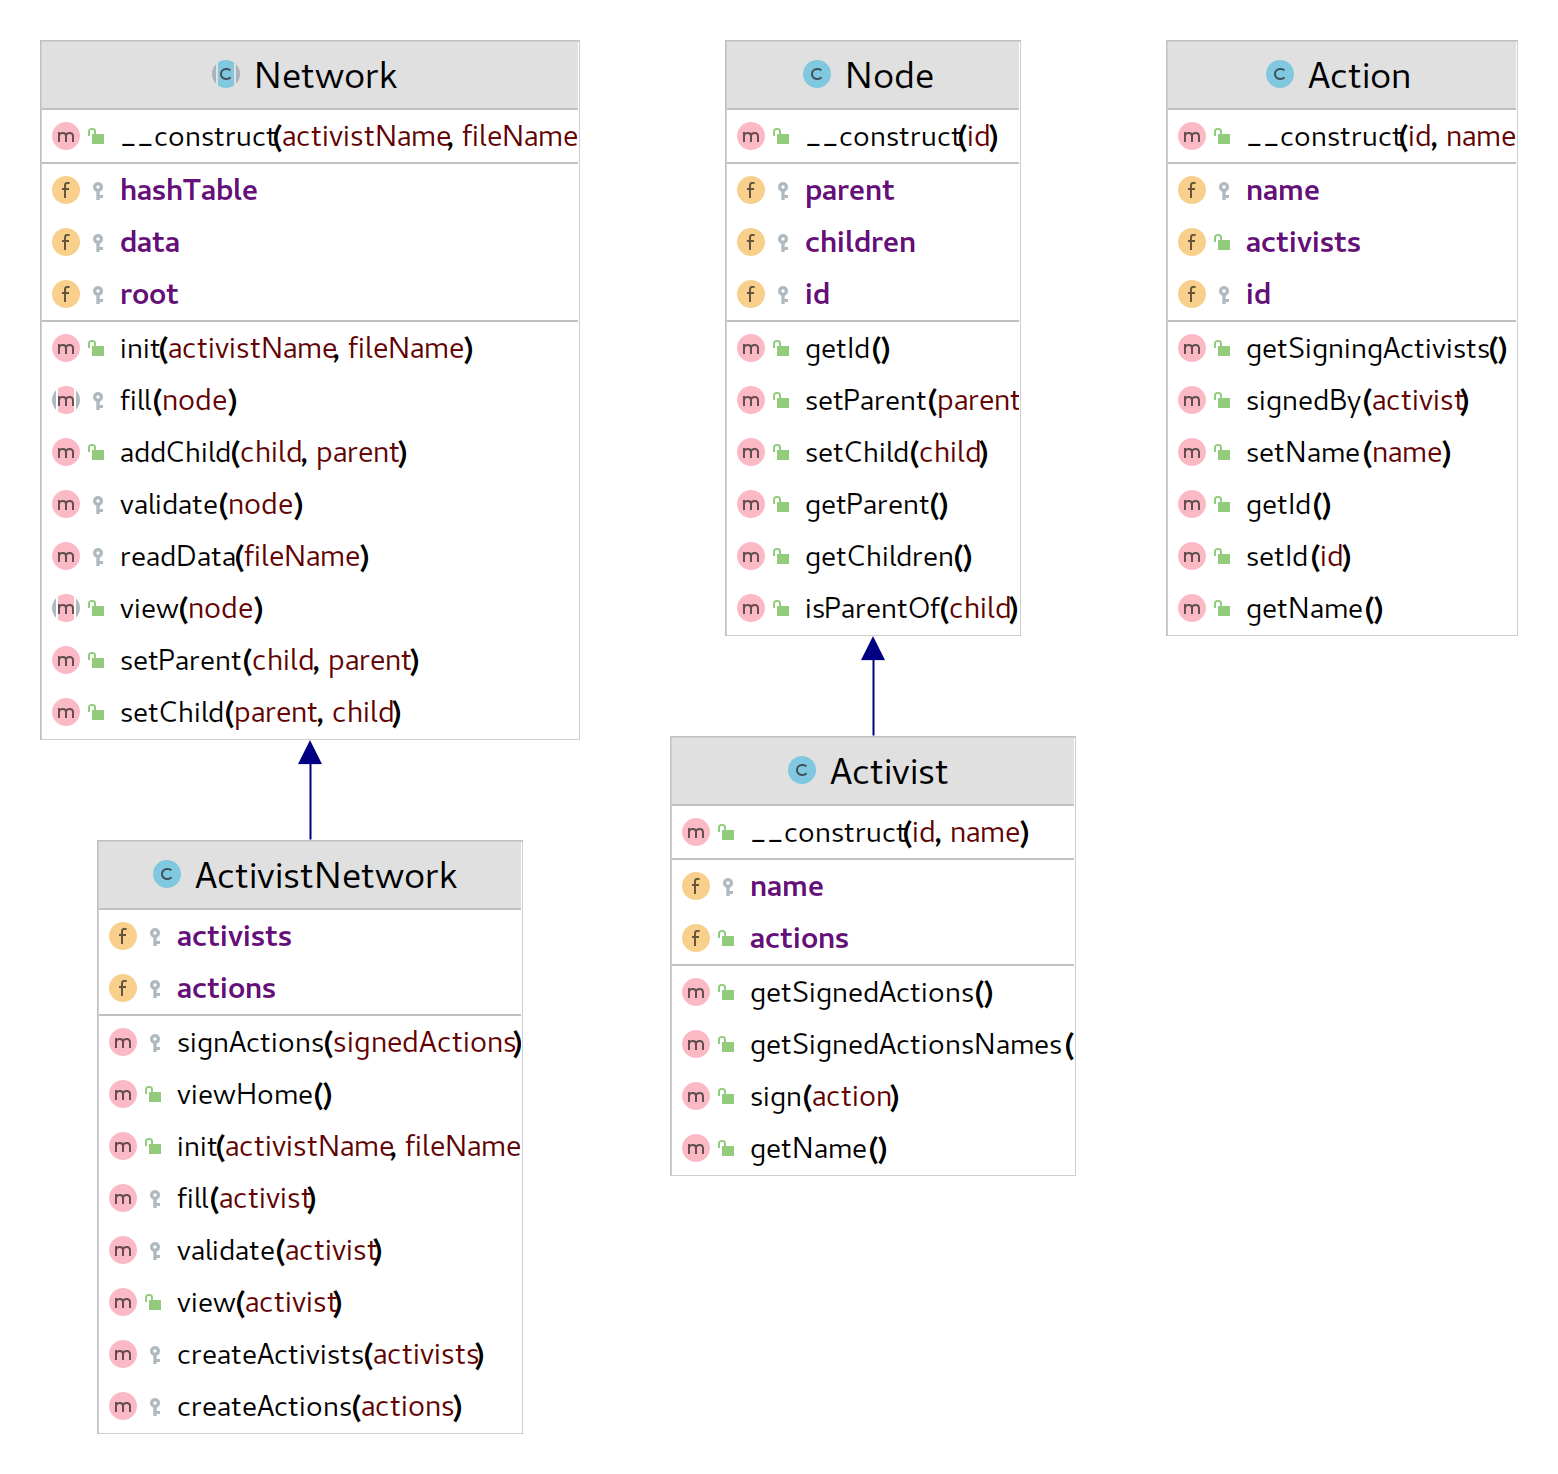 Network
__construct(activistName, fileName
hashTable
data
root
init(activistName, fileName)
fill(node)
addChild(child, parent)
validate(node)
readData(fileName)
view(node)
setParent(child, parent)
setChild(parent, child)
Node
__construct(id)
parent
children
id
getId()
setParent(parent
setChild(child)
getParent()
getChildren()
isParentOf(child)
Action
__construct(id, name
name
activists
id
getSigningActivists()
signedBy(activist)
setName(name)
getId()
setId(id)
getName()
ActivistNetwork
activists
actions
signActions(signedActions)
viewHome()
init(activistName, fileName
fill(activist)
validate(activist)
view(activist)
createActivists(activists)
createActions(actions)
Activist
__construct(id, name)
name
actions
getSignedActions()
getSignedActionsNames(
sign(action)
getName()